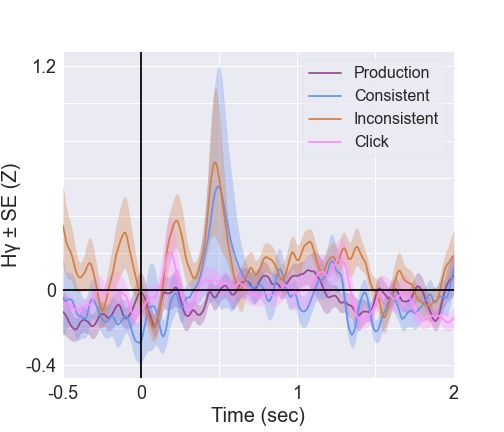 Hγ ± SE (Z)
1.2
0
-0.4
Production
Consistent
Inconsistent
Click
-0.5 0 1 2
Time (sec)